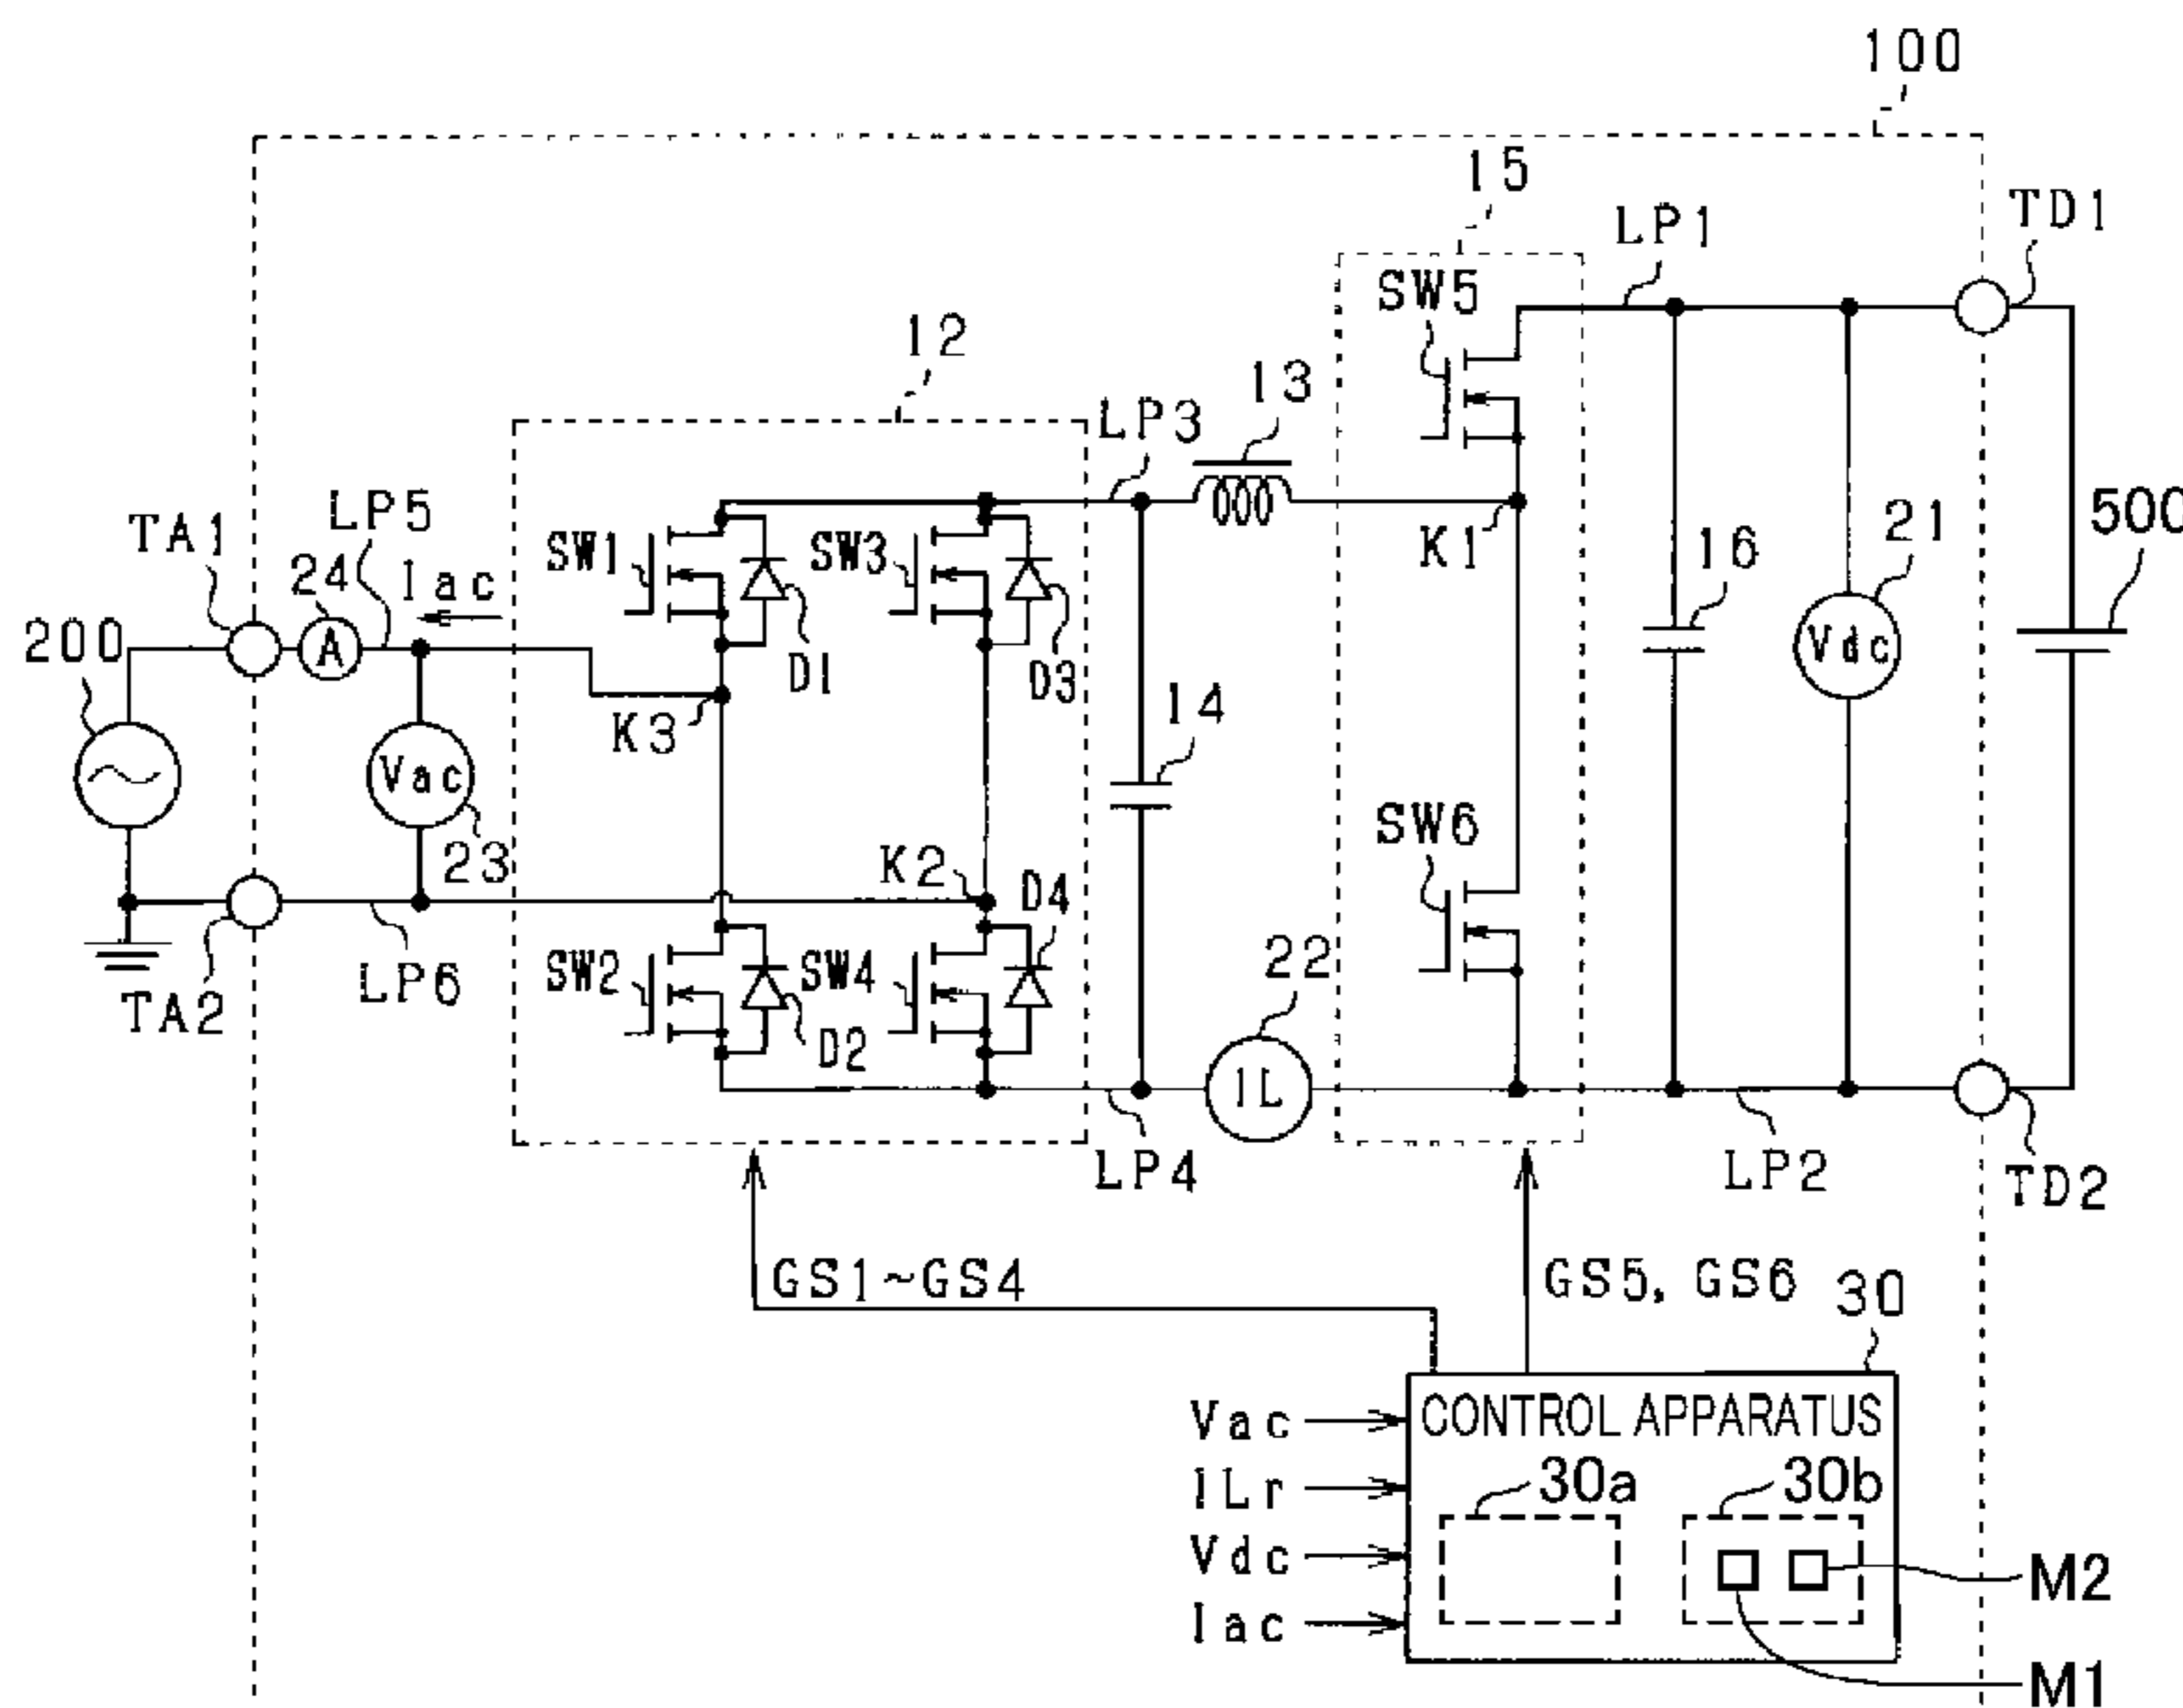 100
15
TD1
LP1
SW5
12
13
LP3
500
LP5
TA1
21
24
Iac
SW1
SW3
K1
16
200
A
Vdc
D1
D3
K3
14
Vac
SW6
23
K2
D4
22
SW2
SW4
LP6
TA2
D2
IL
LP4
LP2
TD2
GS1~GS4
GS5, GS6
30
Vac
CONTROL APPARATUS
ILr
30a
30b
Vdc
M2
Iac
M1